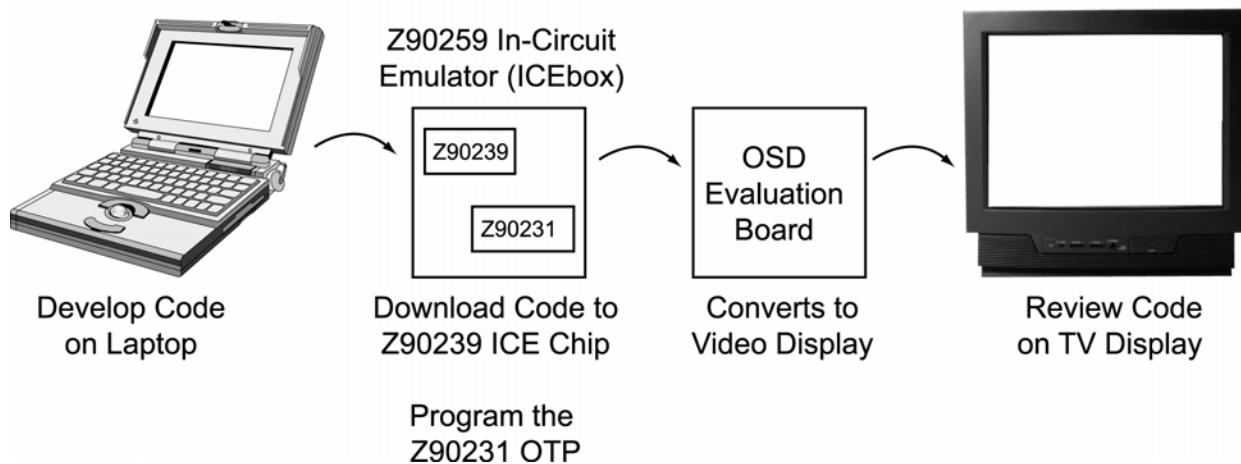 Z90259 In-Circuit
Emulator (ICEbox)
Z90239
Z90231
OSD
Evaluation
Board
Develop Code
on Laptop
Download Code to
Z90239 ICE Chip
Converts to
Video Display
Review Code
on TV Display
Program the
Z90231 OTP